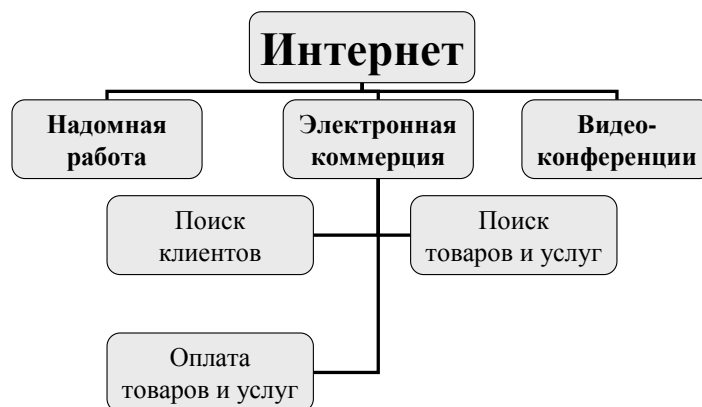 Интернет
Надомная
работа
Электронная
коммерция
Видео-
конференции
Поиск
клиентов
Поиск
товаров и услуг
Оплата
товаров и услуг